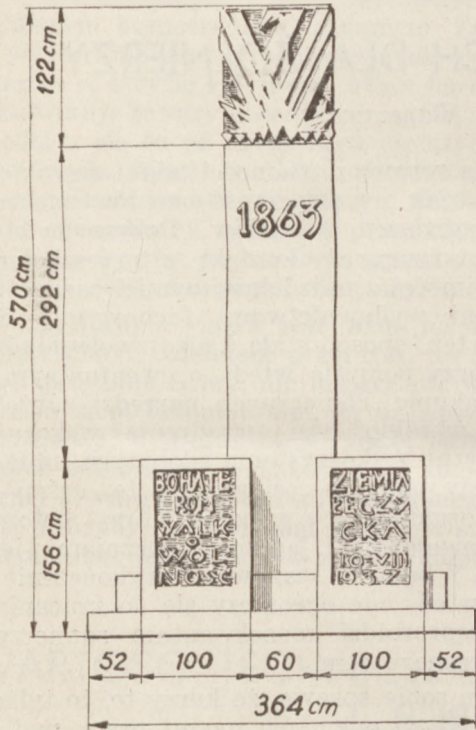 122 cm
1863
570 cm
292 cm
156 cm
BOHATE
ROM
WALK
O
WOL
NOŚĆ
ZIEMIA
ŁĘCZY
CKA
10-VIII
1932
52 100 60 100 52
364 cm